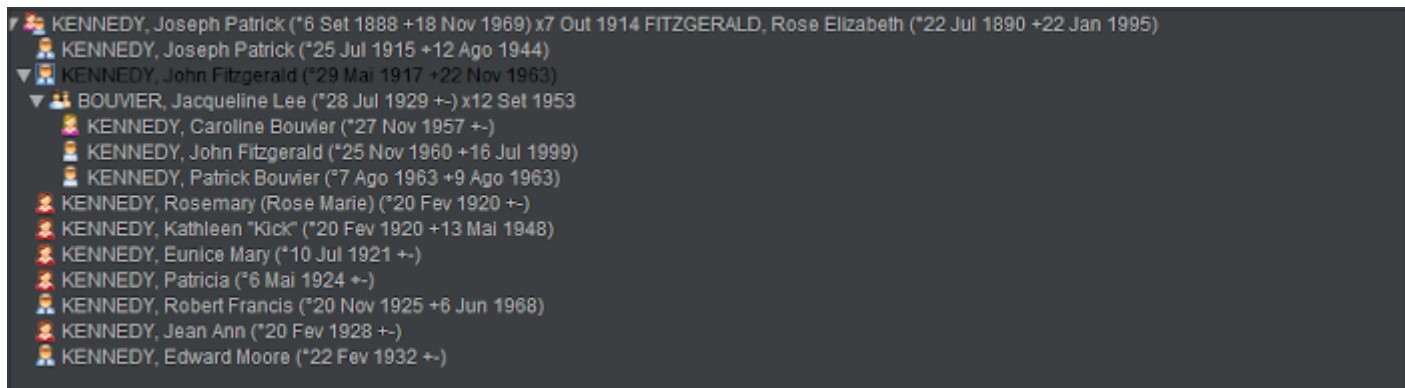 KENNEDY, Joseph Patrick (*6 Set 1888 +18 Nov 1969) x7 Out 1914 FITZGERALD, Rose Elizabeth (*22 Jul 1890 +22 Jan 1995)
KENNEDY, Joseph Patrick (*25 Jul 1915 +12 Ago 1944)
KENNEDY, John Fitzgerald (*29 Mai 1917 +22 Nov 1963)
BOUVIER, Jacqueline Lee (*28 Jul 1929 +-) x12 Set 1953
KENNEDY, Caroline Bouvier (*27 Nov 1957 +-)
KENNEDY, John Fitzgerald (*25 Nov 1960 +16 Jul 1999)
KENNEDY, Patrick Bouvier (*7 Ago 1963 +9 Ago 1963)
KENNEDY, Rosemary (Rose Marie) (*20 Fev 1920 +-)
KENNEDY, Kathleen "Kick" (*20 Fev 1920 +13 Mai 1948)
KENNEDY, Eunice Mary (*10 Jul 1921 +-)
KENNEDY, Patricia (*6 Mai 1924 +-)
KENNEDY, Robert Francis (*20 Nov 1925 +6 Jun 1968)
KENNEDY, Jean Ann (*20 Fev 1928 +-)
KENNEDY, Edward Moore (*22 Fev 1932 +-)